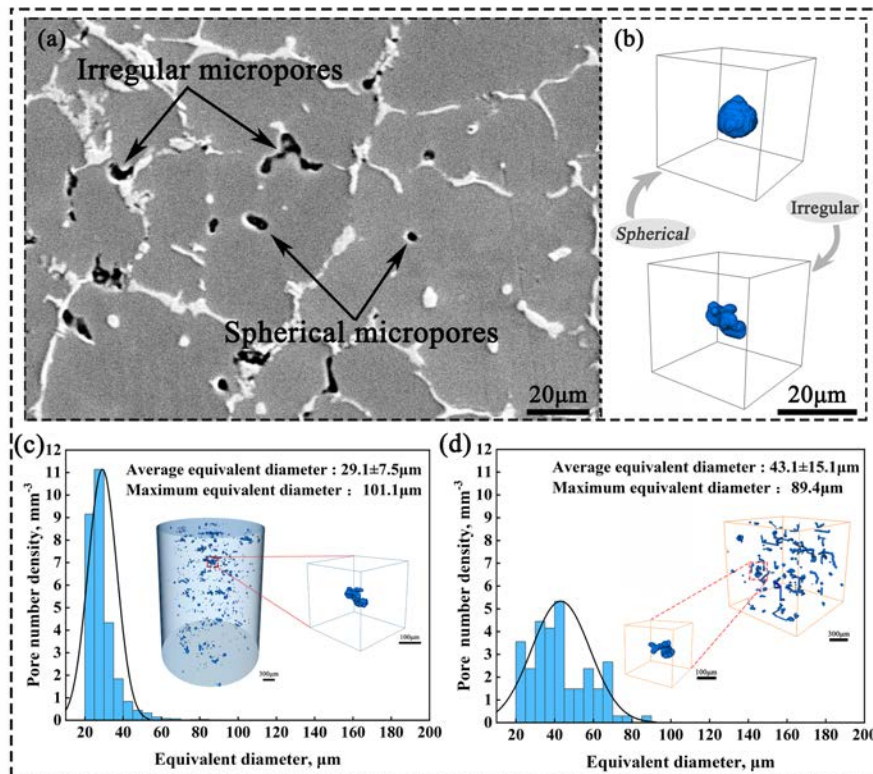 (a)
Irregular micropores
Spherical micropores
20μm
(b)
Spherical
Irregular
20μm
(c)
Average equivalent diameter : 29.1±7.5μm
Maximum equivalent diameter : 101.1μm
Pore number density, mm-3
12
11
10
9
8
7
6
5
4
3
2
1
0
300μm
100μm
0 20 40 60 80 100 120 140 160 180 200
Equivalent diameter, μm
(d)
Average equivalent diameter : 43.1±15.1μm
Maximum equivalent diameter : 89.4μm
Pore number density, mm-3
12
11
10
9
8
7
6
5
4
3
2
1
0
100μm
300μm
0 20 40 60 80 100 120 140 160 180 200
Equivalent diameter, μm